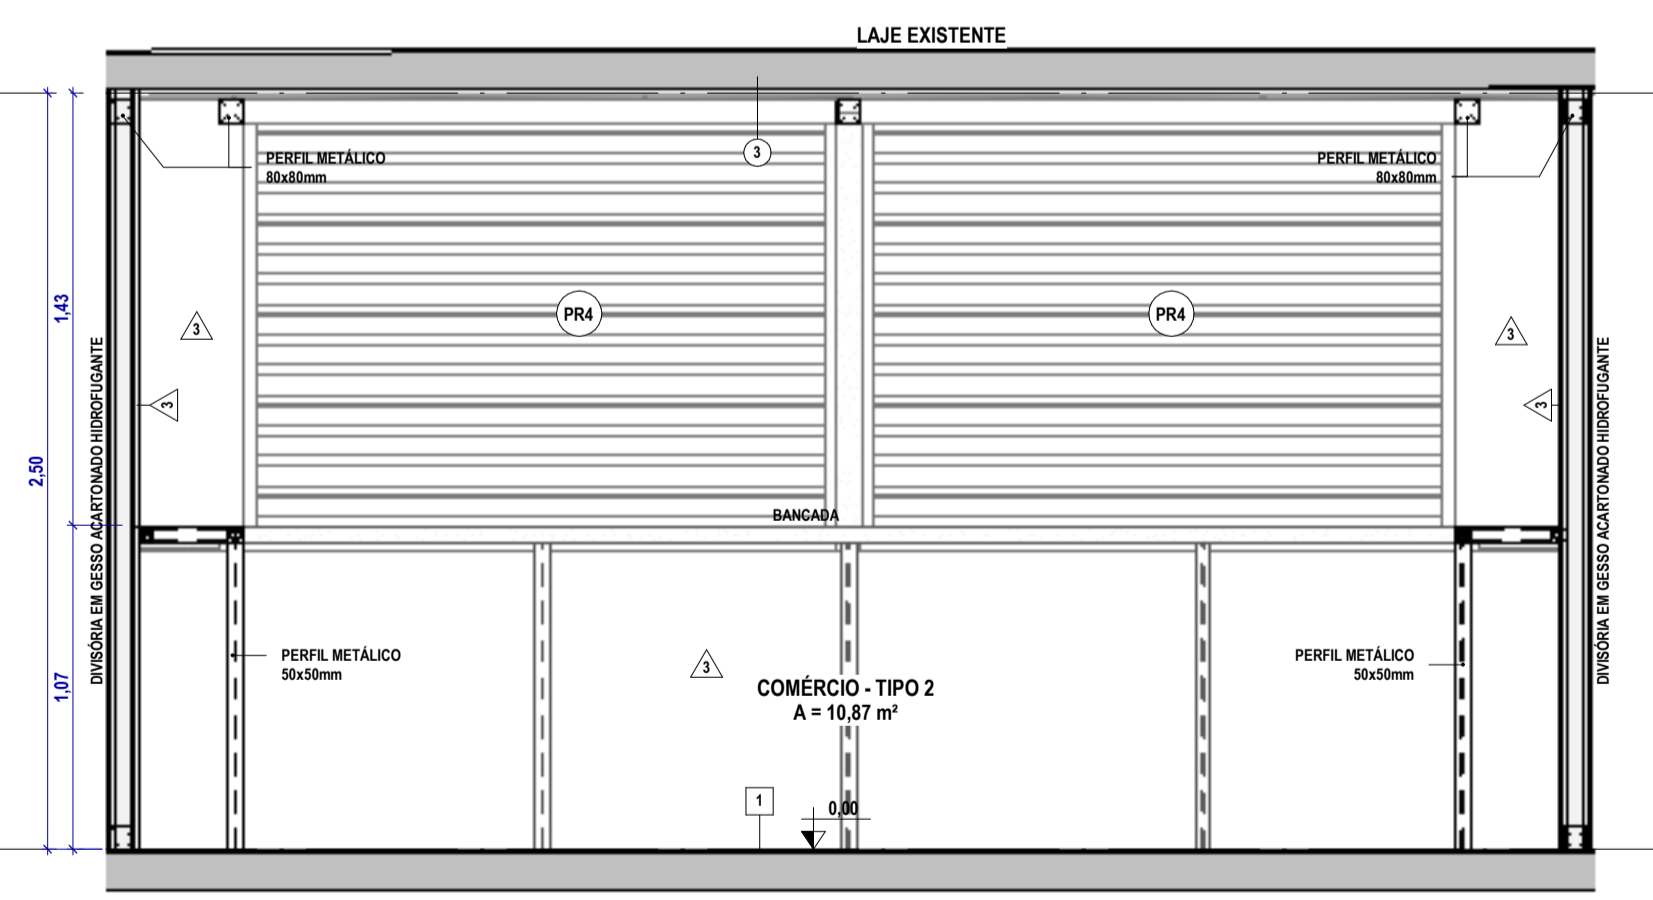 LAJE EXISTENTE
3
PERFIL METÁLICO
80x80mm
PERFIL METÁLICO
80x80mm
1,43
PR4
PR4
3
3
3
3
DIVISÓRIA EM GESSO ACARTONADO HIDROFUGANTE
DIVISÓRIA EM GESSO ACARTONADO HIDROFUGANTE
2,50
BANCADA
1,07
PERFIL METÁLICO
50x50mm
3
PERFIL METÁLICO
50x50mm
COMÉRCIO - TIPO 2
A = 10,87 m²
1
0,00